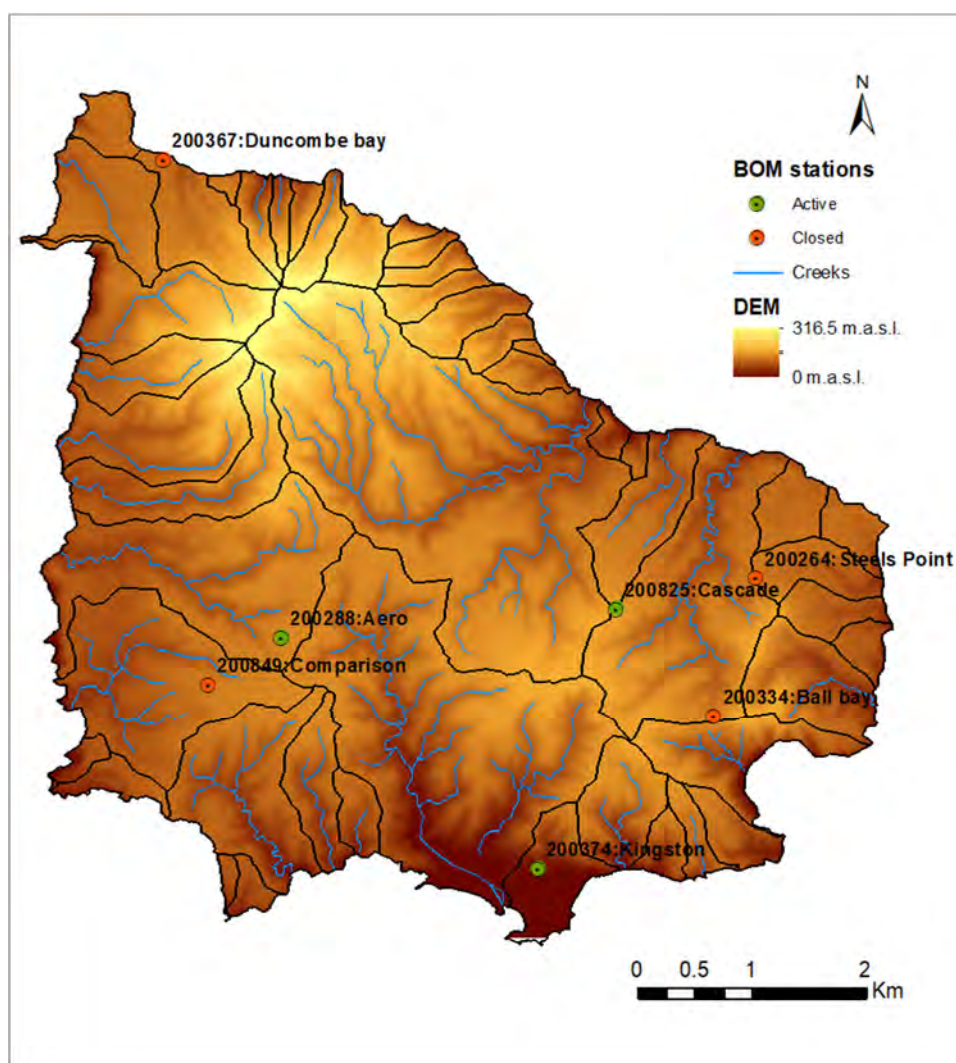 N
200367:Duncombe bay
BOM stations
Active
Closed
Creeks
DEM
316.5 m.a.s.l.
0 m.a.s.l.
200264:Steels Point
200825:Cascade
200288:Aero
200849:Comparison
200334:Ball bay
200374:Kingston
0 0.5 1 2
Km